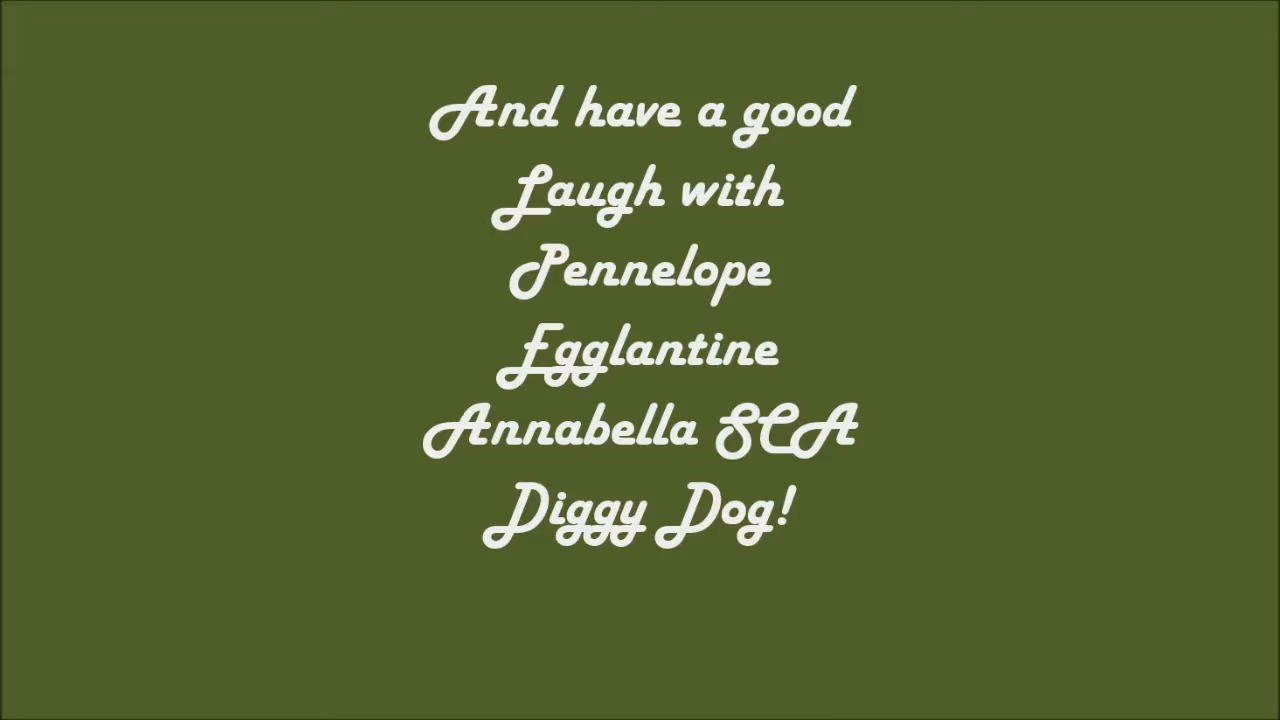 And have a good
Laugh with
Pennelope
Egglantine
Annabella SCA
Diggy Dog!